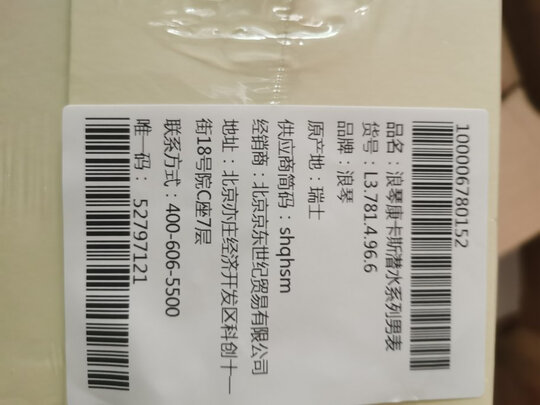 100006780152
品名：浪琴康卡斯潜水系列男表
货号：L3.781.4.96.6
品牌：浪琴
原产地：瑞士
供应商简码：shqhsm
经销商：北京京东世纪贸易有限公司
地址：北京亦庄经济开发区科创十一
街18号院C座7层
联系方式：400-606-5500
唯一码：52797121